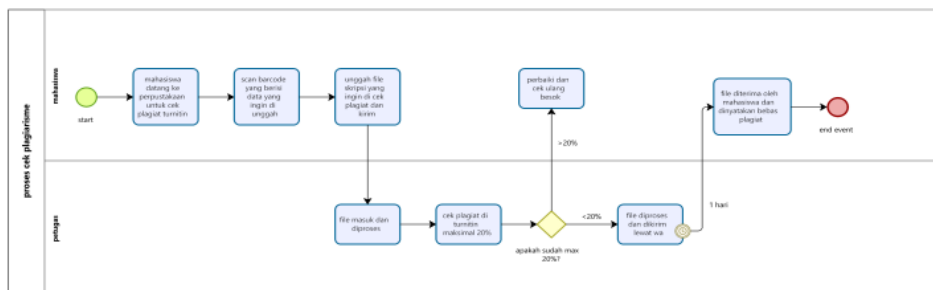 proses cek plagiarisme
mahasiswa
start
mahasiswa
datang ke
perpustakaan
untuk cek
plagiat turnitin
scan barcode
yang berisi
data yang
ingin di
unggah
unggah file
skripsi yang
ingin di cek
plagiat dan
kirim
perbaiki dan
cek ulang
besok
file diterima oleh
mahasiswa dan
dinyatakan bebas
plagiat
end event
>20%
petugas
file masuk dan
diproses
cek plagiat di
turnitin
maksimal 20%
apakah sudah max
20%?
<20%
file diproses
dan dikirim
lewat wa
1 hari